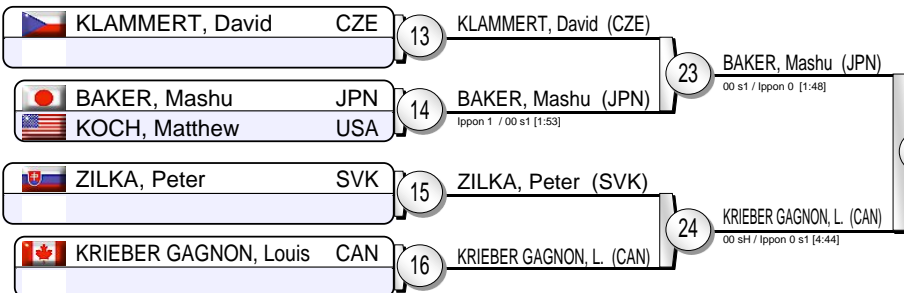 KLAMMERT, David CZE
13
KLAMMERT, David (CZE)
23
BAKER, Mashu (JPN)
00 s1 / Ippon 0 [1:48]
BAKER, Mashu JPN
KOCH, Matthew USA
14
BAKER, Mashu (JPN)
Ippon 1 / 00 s1 [1:53]
ZILKA, Peter SVK
15
ZILKA, Peter (SVK)
24
KRIEBER GAGNON, L. (CAN)
00 sH / Ippon 0 s1 [4:44]
KRIEBER GAGNON, Louis CAN
16
KRIEBER GAGNON, L. (CAN)